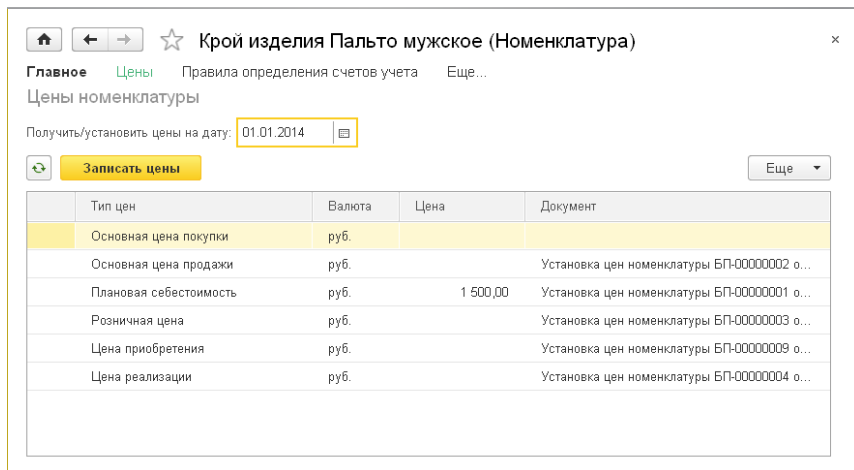 Крой изделия Пальто мужское (Номенклатура)
Главное Цены Правила определения счетов учета Еще...
Цены номенклатуры
Получить/установить цены на дату: 01.01.2014
Записать цены Еще
Тип цен Валюта Цена Документ
Основная цена покупки руб.
Основная цена продажи руб. Установка цен номенклатуры БП-00000002 о...
Плановая себестоимость руб. 1 500,00 Установка цен номенклатуры БП-00000001 о...
Розничная цена руб. Установка цен номенклатуры БП-00000003 о...
Цена приобретения руб. Установка цен номенклатуры БП-00000009 о...
Цена реализации руб. Установка цен номенклатуры БП-00000004 о...